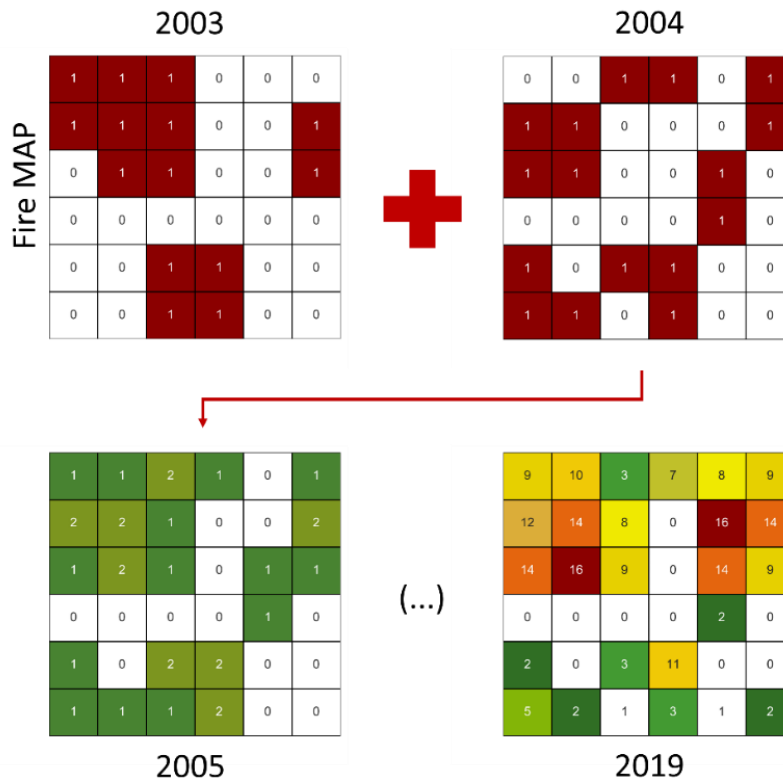 2003
2004
Fire MAP
1 1 1 0 0 0
1 1 1 0 0 1
0 1 1 0 0 1
0 0 0 0 0 0
0 0 1 1 0 0
0 0 1 1 0 0
0 0 1 1 0 1
1 1 0 0 0 1
1 1 0 0 1 0
0 0 0 0 1 0
1 0 1 1 0 0
1 1 0 1 0 0
1 1 2 1 0 1
2 2 1 0 0 2
1 2 1 0 1 1
0 0 0 0 1 0
1 0 2 2 0 0
1 1 1 2 0 0
(...)
9 10 3 7 8 9
12 14 8 0 16 14
14 16 9 0 14 9
0 0 0 0 2 0
2 0 3 11 0 0
5 2 1 3 1 2
2005
2019